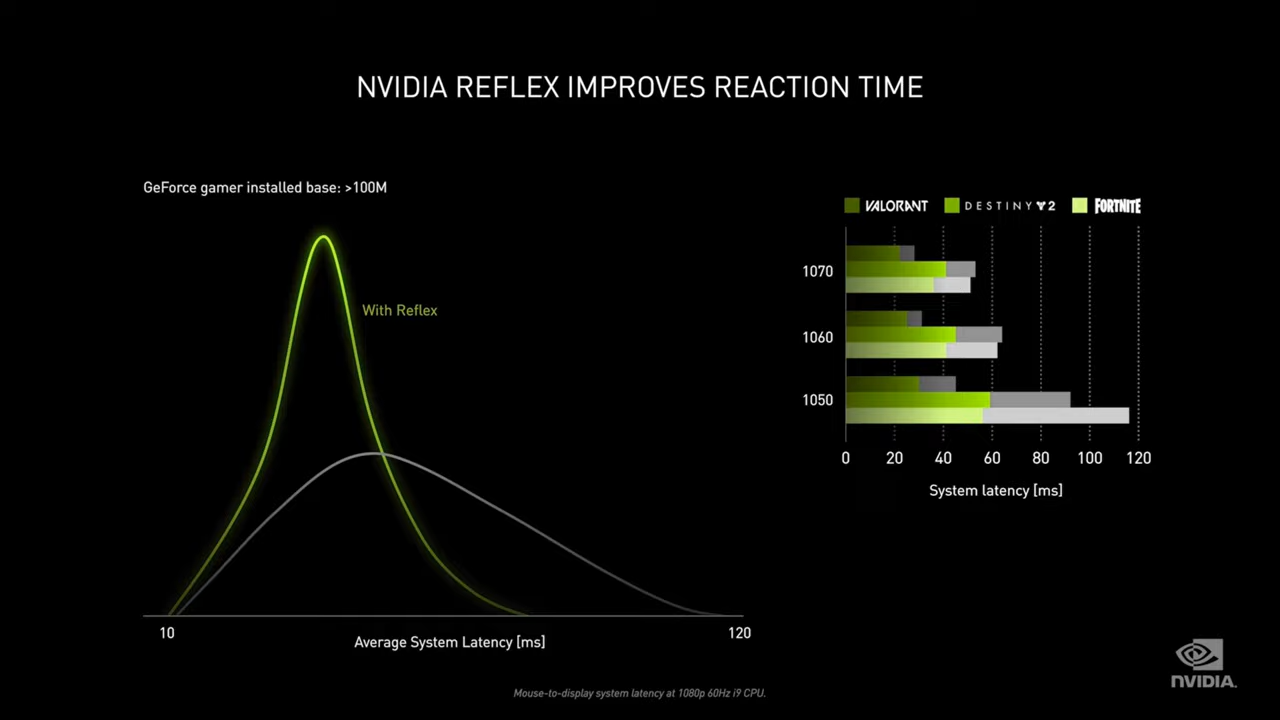 NVIDIA REFLEX IMPROVES REACTION TIME
GeForce gamer installed base: >100M
With Reflex
10
120
Average System Latency [ms]
VALORANT DESTINY 2 FORTNITE
1070
1060
1050
0 20 40 60 80 100 120
System latency [ms]
Mouse-to-display system latency at 1080p 60Hz i9 CPU.
NVIDIA.